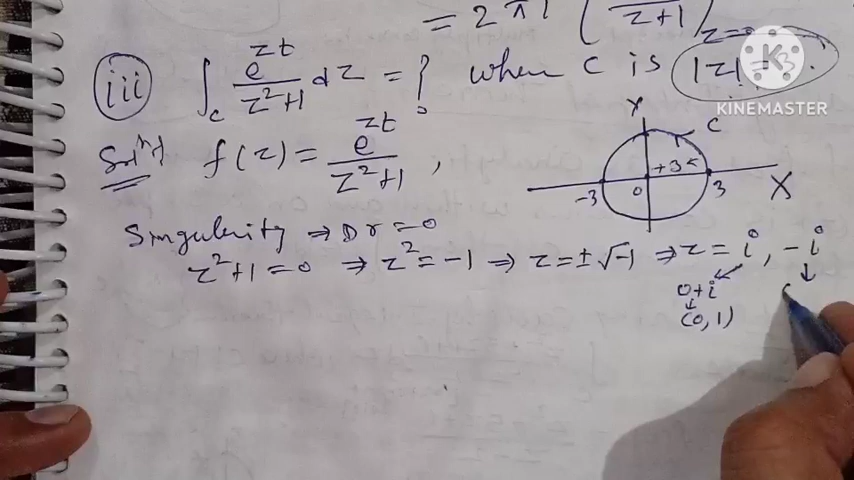 = 2πi ( / z+1 ) z=
(iii) ∫_C e^{zt} / z²+1 dz = ? when C is |z|=3.
KINEMASTER
Sol^n) f(z) = e^{zt} / z²+1 ,
Y
C
-3 0 +3 3 X
Singularity ⇒ Dr = 0
z²+1=0 ⇒ z² = -1 ⇒ z = ± √-1 ⇒ z = i, -i
0+i
(0,1)